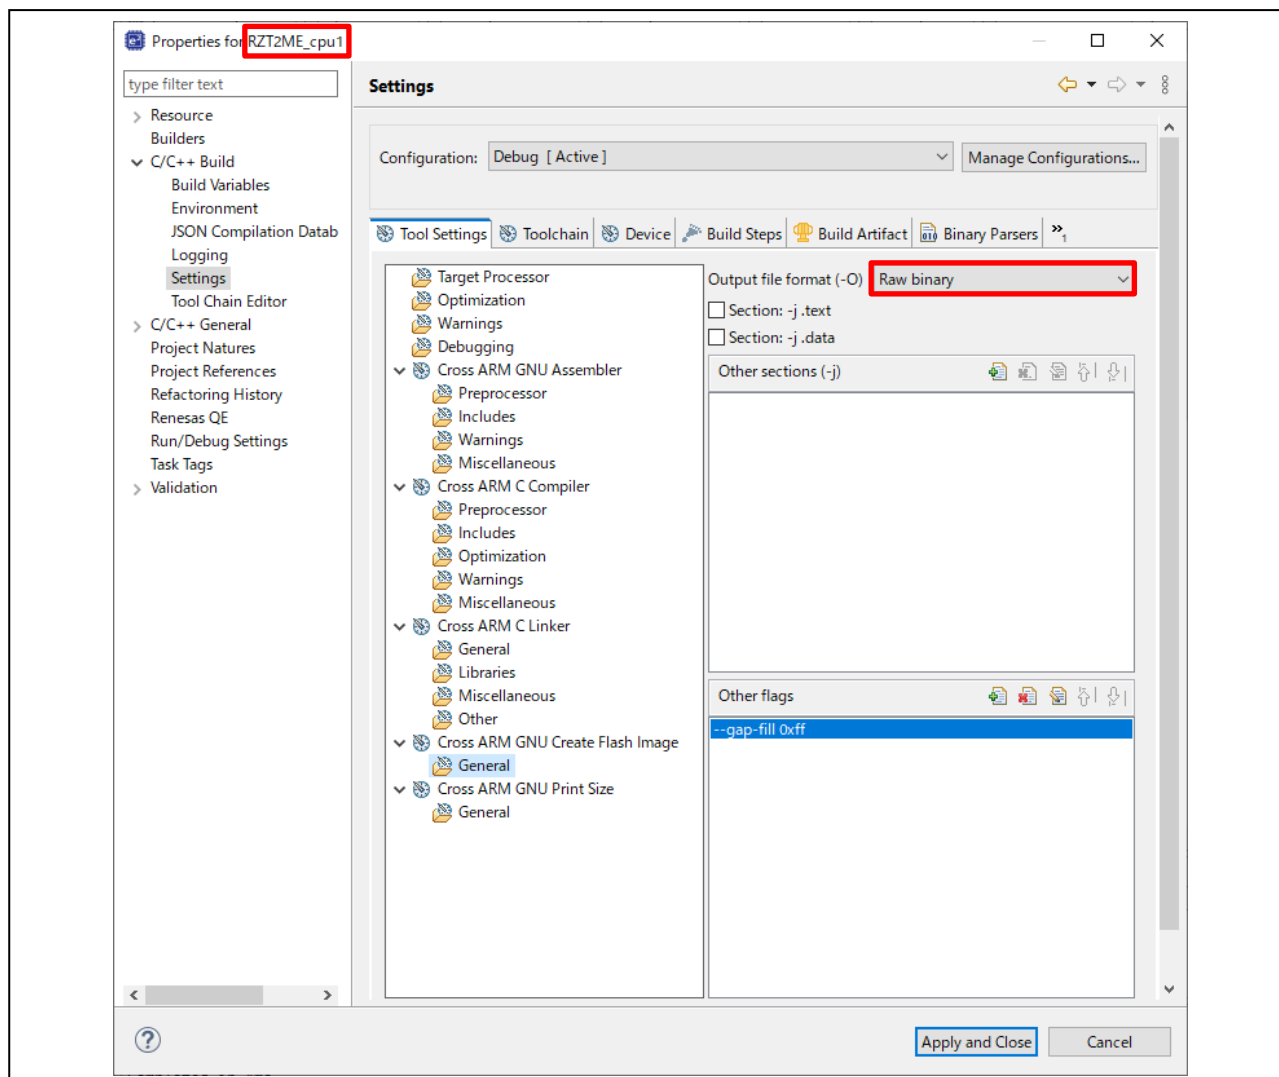 Properties for RZT2ME_cpu1
type filter text
Resource
Builders
C/C++ Build
Build Variables
Environment
JSON Compilation Datab
Logging
Settings
Tool Chain Editor
C/C++ General
Project Natures
Project References
Refactoring History
Renesas QE
Run/Debug Settings
Task Tags
Validation
Settings
Configuration: Debug [ Active ] Manage Configurations...
Tool Settings Toolchain Device Build Steps Build Artifact Binary Parsers »1
Target Processor
Optimization
Warnings
Debugging
Cross ARM GNU Assembler
Preprocessor
Includes
Warnings
Miscellaneous
Cross ARM C Compiler
Preprocessor
Includes
Optimization
Warnings
Miscellaneous
Cross ARM C Linker
General
Libraries
Miscellaneous
Other
Cross ARM GNU Create Flash Image
General
Cross ARM GNU Print Size
General
Output file format (-O) Raw binary
Section: -j .text
Section: -j .data
Other sections (-j)
Other flags
--gap-fill 0xff
Apply and Close Cancel